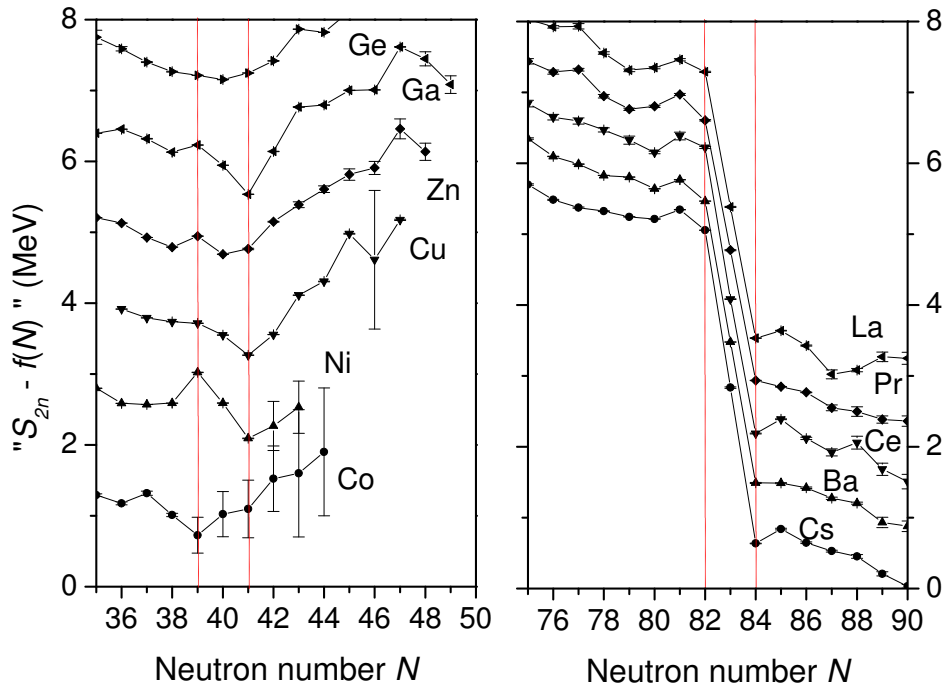 "S2n - f(N) " (MeV)
8
6
4
2
0
Ge
Ga
Zn
Cu
Ni
Co
36 38 40 42 44 46 48 50
Neutron number N
8
6
4
2
0
La
Pr
Ce
Ba
Cs
76 78 80 82 84 86 88 90
Neutron number N